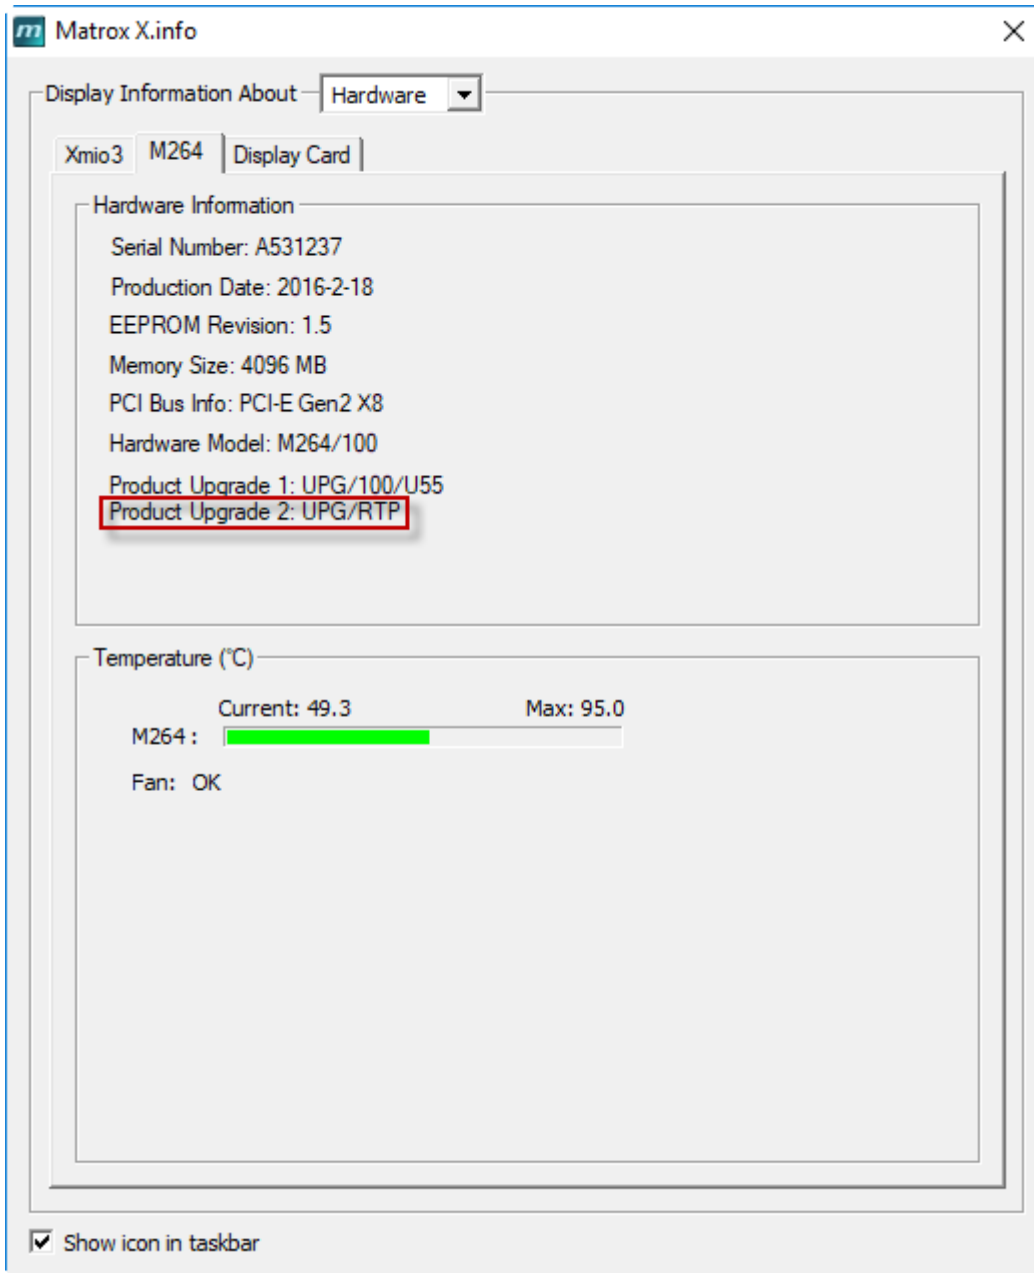 m Matrox X.info
Display Information About Hardware
Xmio3 M264 Display Card
Hardware Information
Serial Number: A531237
Production Date: 2016-2-18
EEPROM Revision: 1.5
Memory Size: 4096 MB
PCI Bus Info: PCI-E Gen2 X8
Hardware Model: M264/100
Product Upgrade 1: UPG/100/U55
Product Upgrade 2: UPG/RTP
Temperature (°C)
Current: 49.3 Max: 95.0
M264 :
Fan: OK
Show icon in taskbar